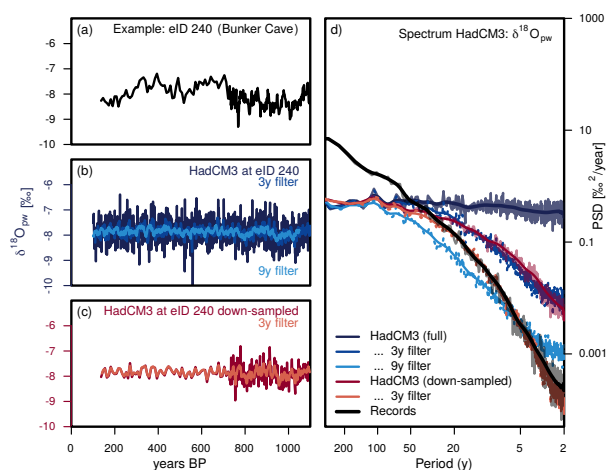 (a) Example: eID 240 (Bunker Cave)
-5
-6
-7
-8
-9
-10
(b) HadCM3 at eID 240
3y filter
9y filter
-6
-7
-8
-9
-10
δ¹⁸Opw [‰]
(c) HadCM3 at eID 240 down-sampled
3y filter
-6
-7
-8
-9
-10
0 200 400 600 800 1000
years BP
d) Spectrum HadCM3: δ¹⁸Opw
HadCM3 (full)
... 3y filter
... 9y filter
HadCM3 (down-sampled)
... 3y filter
Records
200 100 50 20 5 2
Period (y)
1000
10
0.1
0.001
PSD [‰²/year]